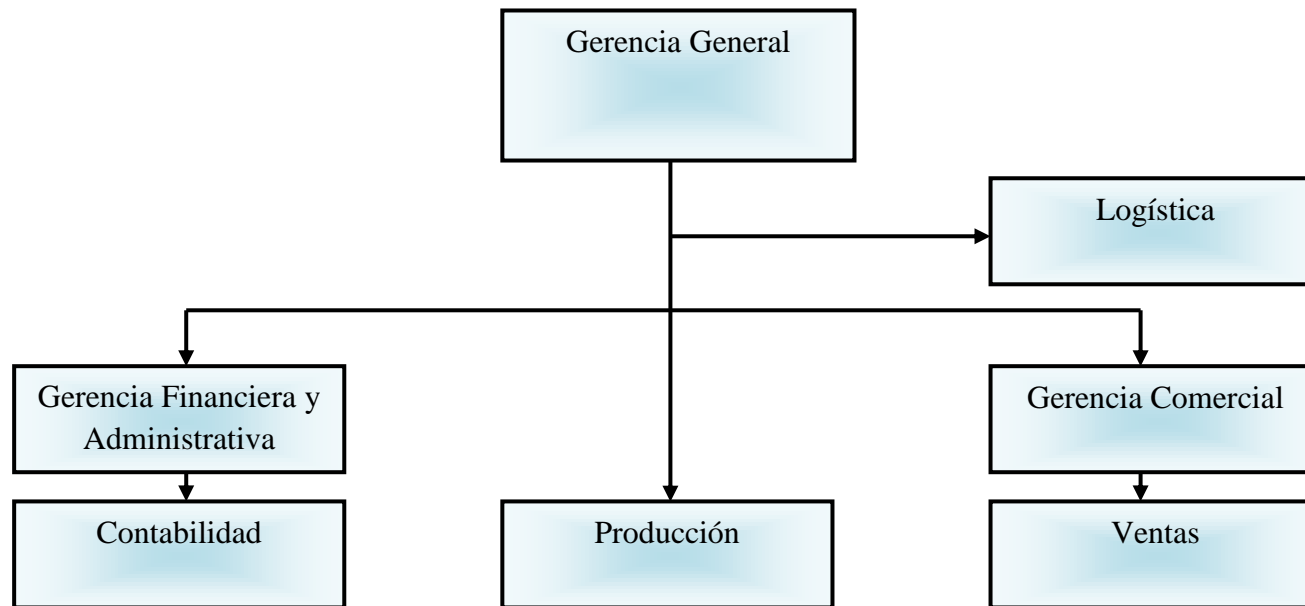 Gerencia General
Logística
Gerencia Financiera y
Administrativa
Gerencia Comercial
Contabilidad
Producción
Ventas